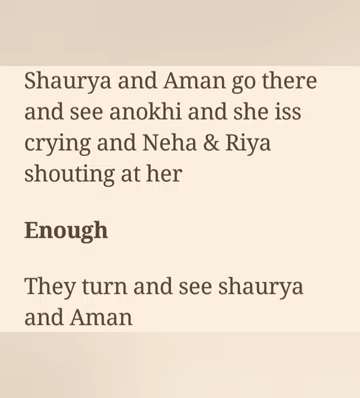 Shaurya and Aman go there
and see anokhi and she iss
crying and Neha & Riya
shouting at her
Enough
They turn and see shaurya
and Aman